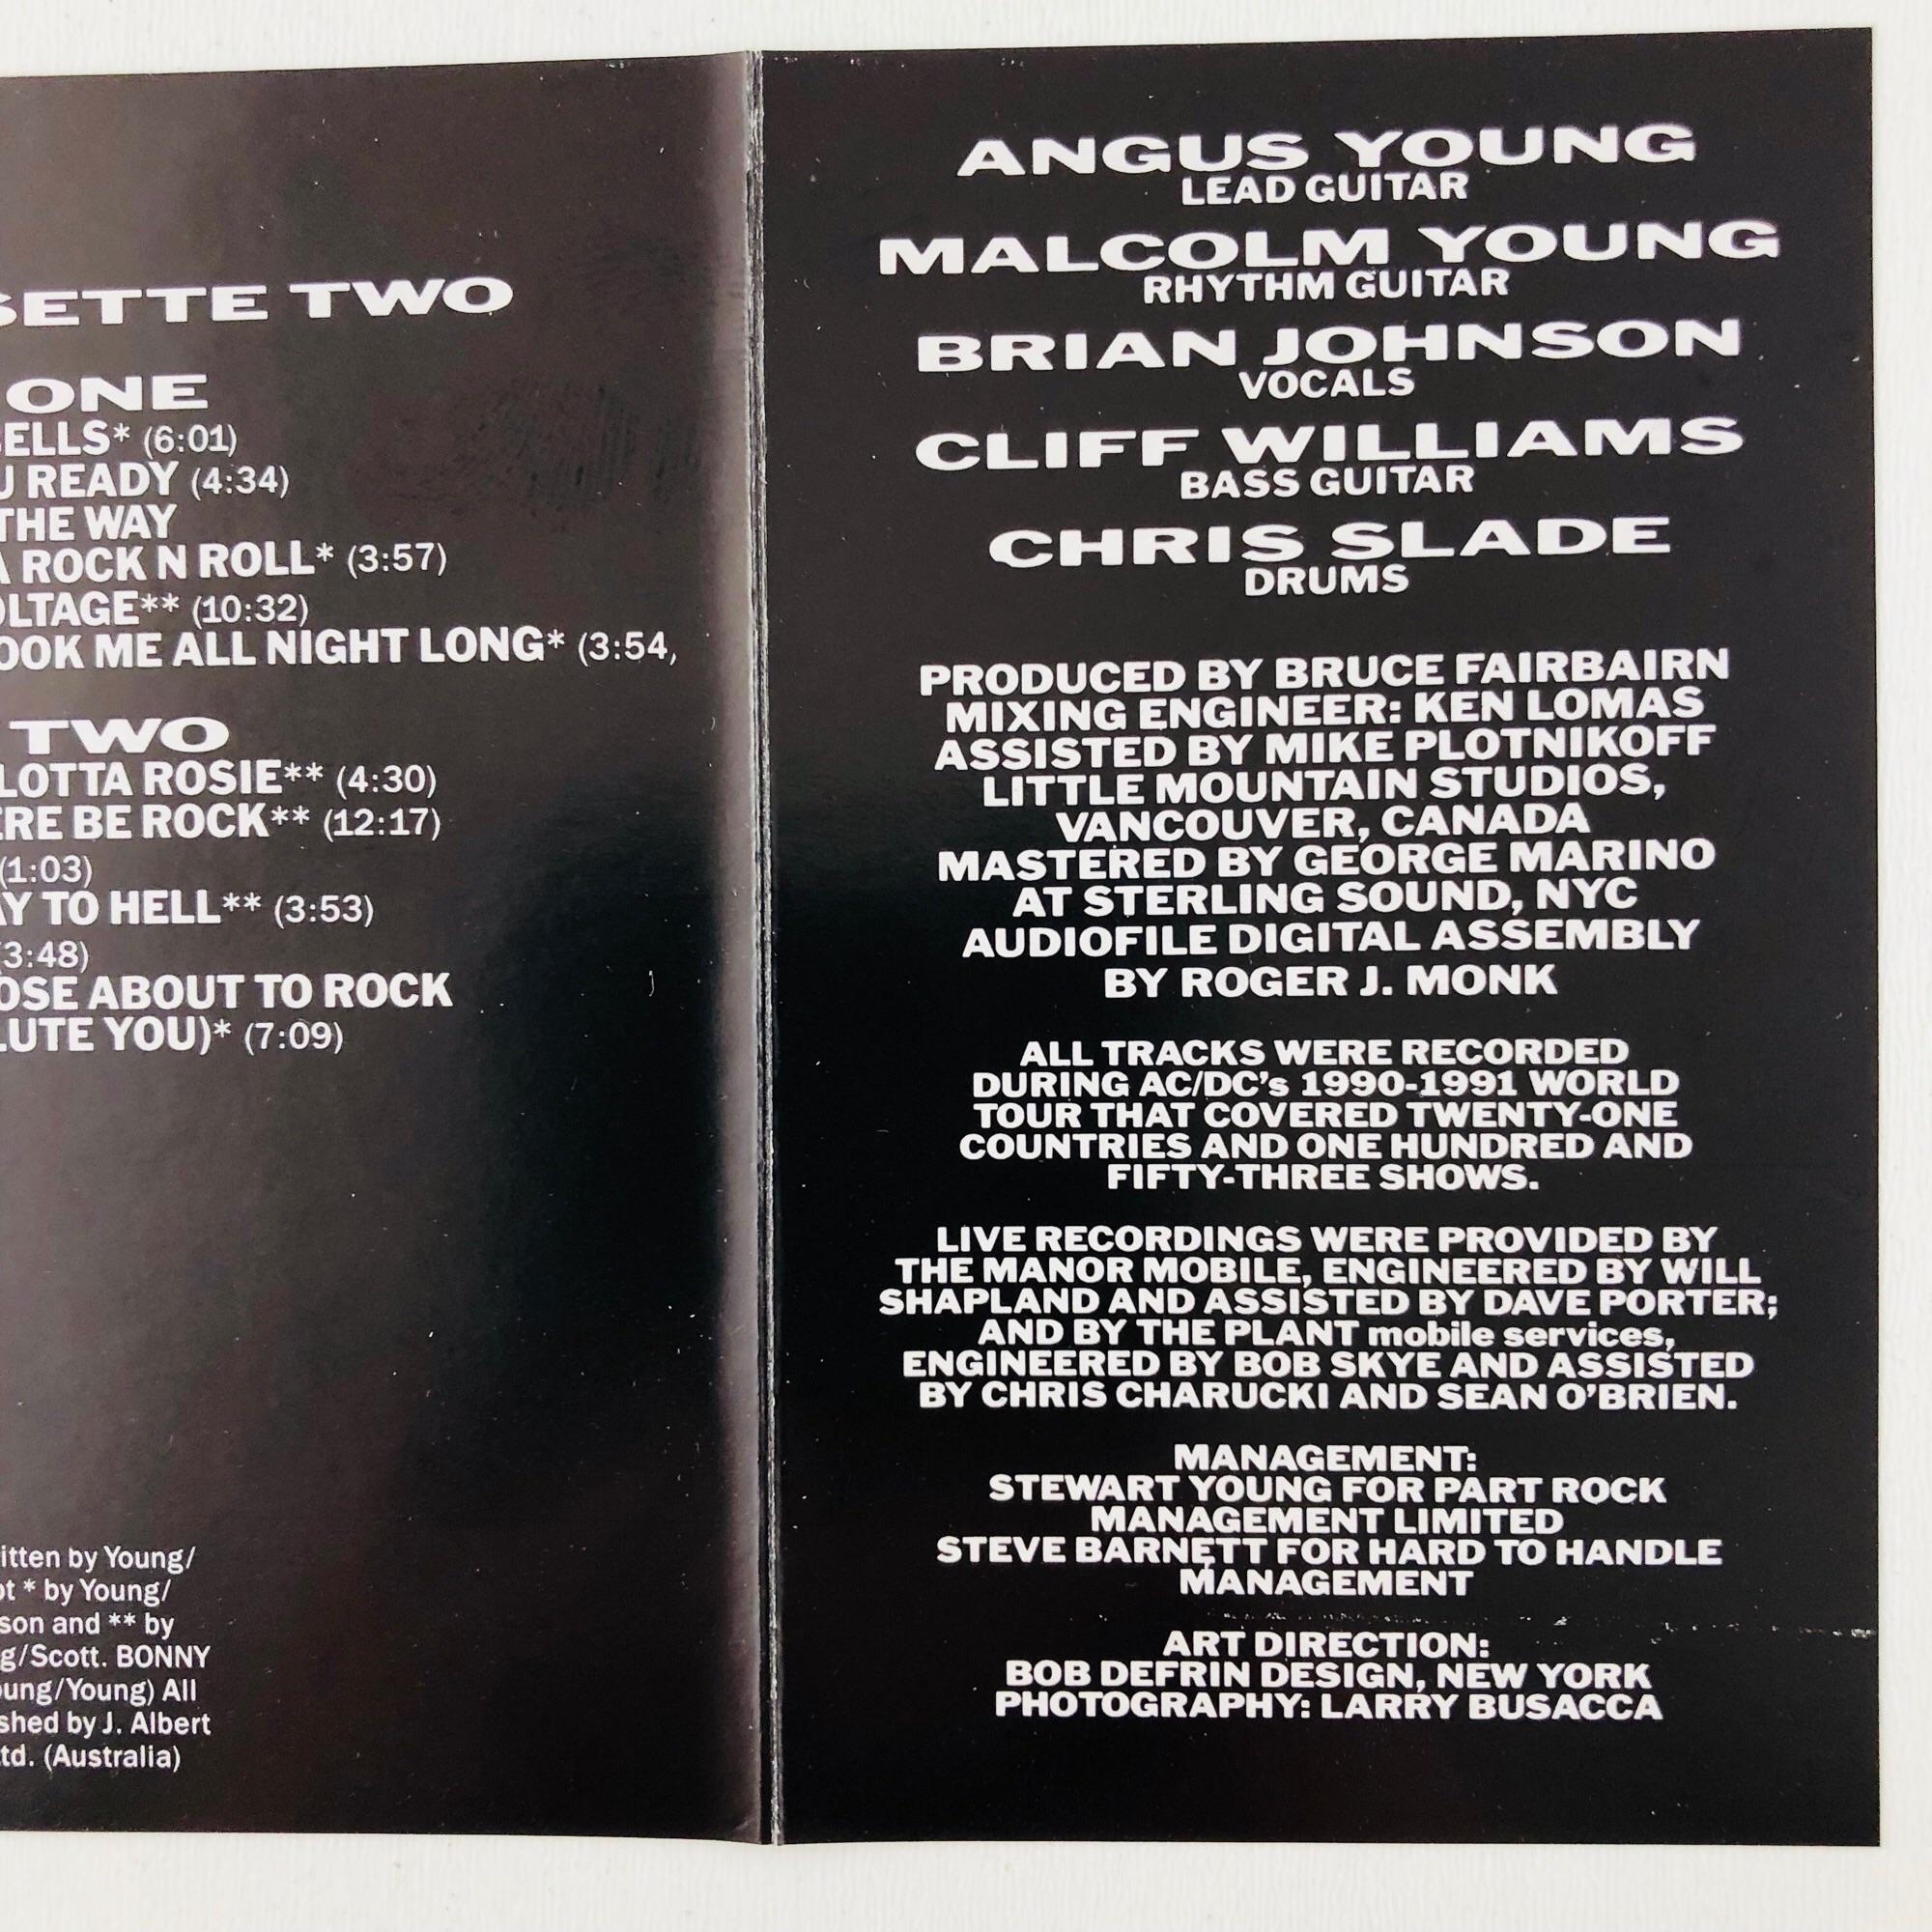 SETTE TWO
ONE
BELLS* (6:01)
U READY (4:34)
THE WAY
A ROCK N ROLL* (3:57)
OLTAGE** (10:32)
OOK ME ALL NIGHT LONG* (3:54,
TWO
LOTTA ROSIE** (4:30)
ERE BE ROCK** (12:17)
(1:03)
AY TO HELL** (3:53)
(3:48)
OSE ABOUT TO ROCK
LUTE YOU)* (7:09)
itten by Young/
pt * by Young/
son and ** by
g/Scott. BONNY
oung/Young) All
shed by J. Albert
td. (Australia)
ANGUS YOUNG
LEAD GUITAR
MALCOLM YOUNG
RHYTHM GUITAR
BRIAN JOHNSON
VOCALS
CLIFF WILLIAMS
BASS GUITAR
CHRIS SLADE
DRUMS
PRODUCED BY BRUCE FAIRBAIRN
MIXING ENGINEER: KEN LOMAS
ASSISTED BY MIKE PLOTNIKOFF
LITTLE MOUNTAIN STUDIOS,
VANCOUVER, CANADA
MASTERED BY GEORGE MARINO
AT STERLING SOUND, NYC
AUDIOFILE DIGITAL ASSEMBLY
BY ROGER J. MONK
ALL TRACKS WERE RECORDED
DURING AC/DC's 1990-1991 WORLD
TOUR THAT COVERED TWENTY-ONE
COUNTRIES AND ONE HUNDRED AND
FIFTY-THREE SHOWS.
LIVE RECORDINGS WERE PROVIDED BY
THE MANOR MOBILE, ENGINEERED BY WILL
SHAPLAND AND ASSISTED BY DAVE PORTER;
AND BY THE PLANT mobile services,
ENGINEERED BY BOB SKYE AND ASSISTED
BY CHRIS CHARUCKI AND SEAN O'BRIEN.
MANAGEMENT:
STEWART YOUNG FOR PART ROCK
MANAGEMENT LIMITED
STEVE BARNETT FOR HARD TO HANDLE
MANAGEMENT
ART DIRECTION:
BOB DEFRIN DESIGN, NEW YORK
PHOTOGRAPHY: LARRY BUSACCA